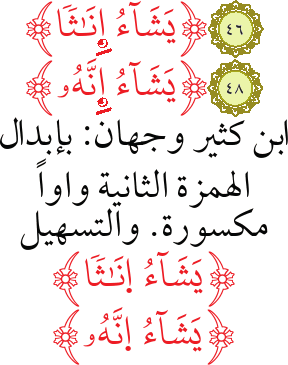 ٤٦ ﴿يَشَآءُ إِنَٰثٗا﴾
٤٨ ﴿يَشَآءُ إِنَّهُۥ﴾
ابن كثير وجهان: بإبدال
الهمزة الثانية واواً
مكسورة. والتسهيل
﴿يَشَآءُ إِنَٰثٗا﴾
﴿يَشَآءُ إِنَّهُۥ﴾